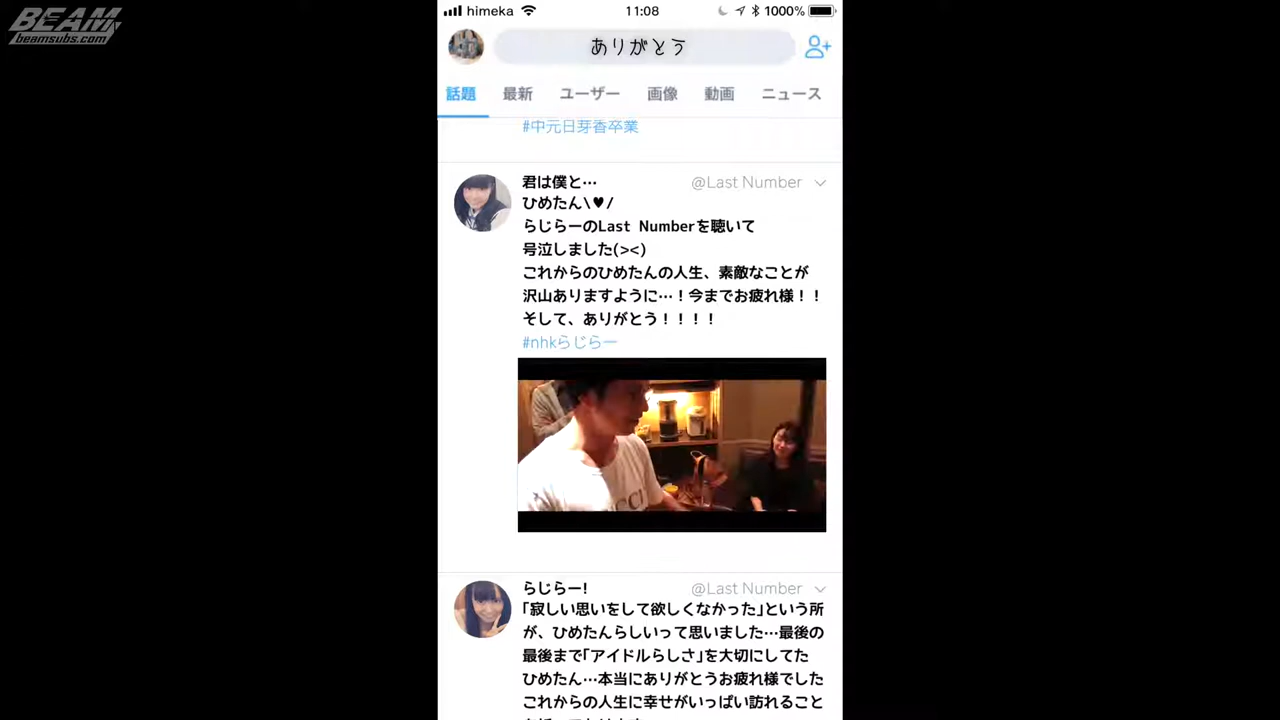 BEAM
beamsubs.com
himeka
11:08
1000%
ありがとう
話題 最新 ユーザー 画像 動画 ニュース
#中元日芽香卒業
君は僕と… @Last Number
ひめたん\♥/
らじらーのLast Numberを聴いて
号泣しました(><)
これからのひめたんの人生、素敵なことが
沢山ありますように…！今までお疲れ様！！
そして、ありがとう！！！！
#nhkらじらー
らじらー! @Last Number
｢寂しい思いをして欲しくなかった｣という所
が、ひめたんらしいって思いました…最後の
最後まで｢アイドルらしさ｣を大切にしてた
ひめたん…本当にありがとうお疲れ様でした
これからの人生に幸せがいっぱい訪れること